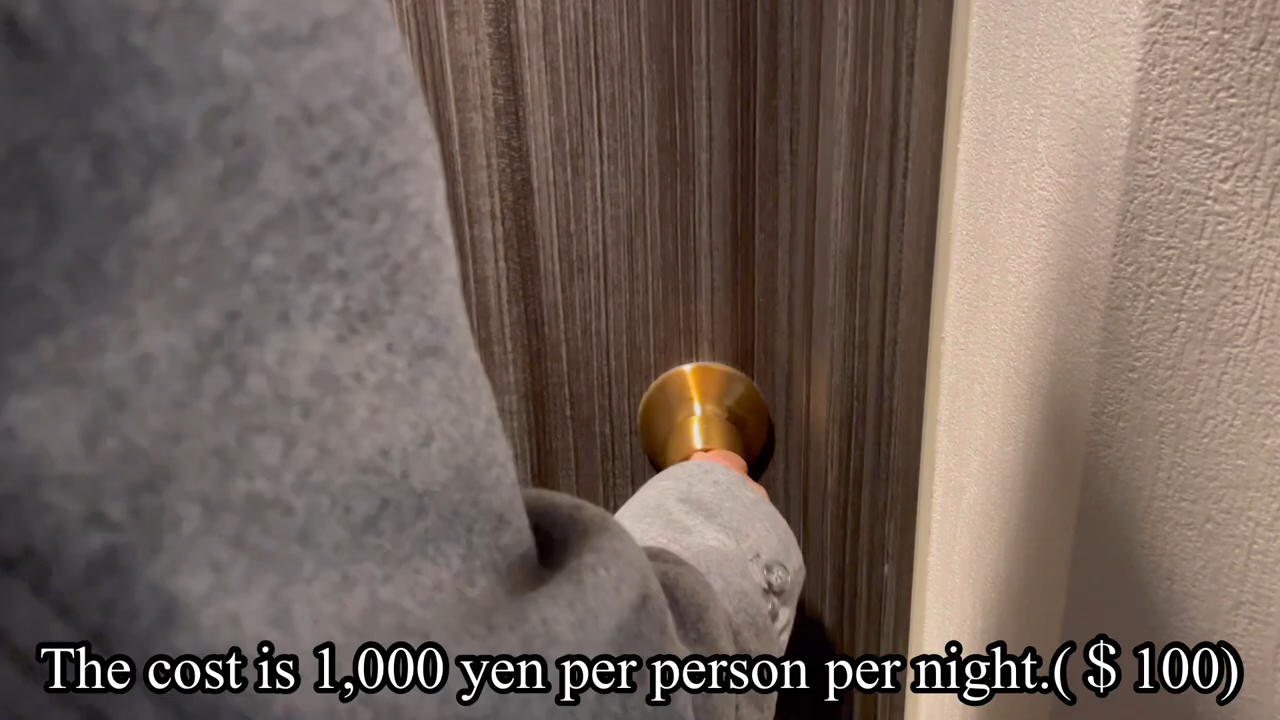 The cost is 1,000 yen per person per night.( $ 100)